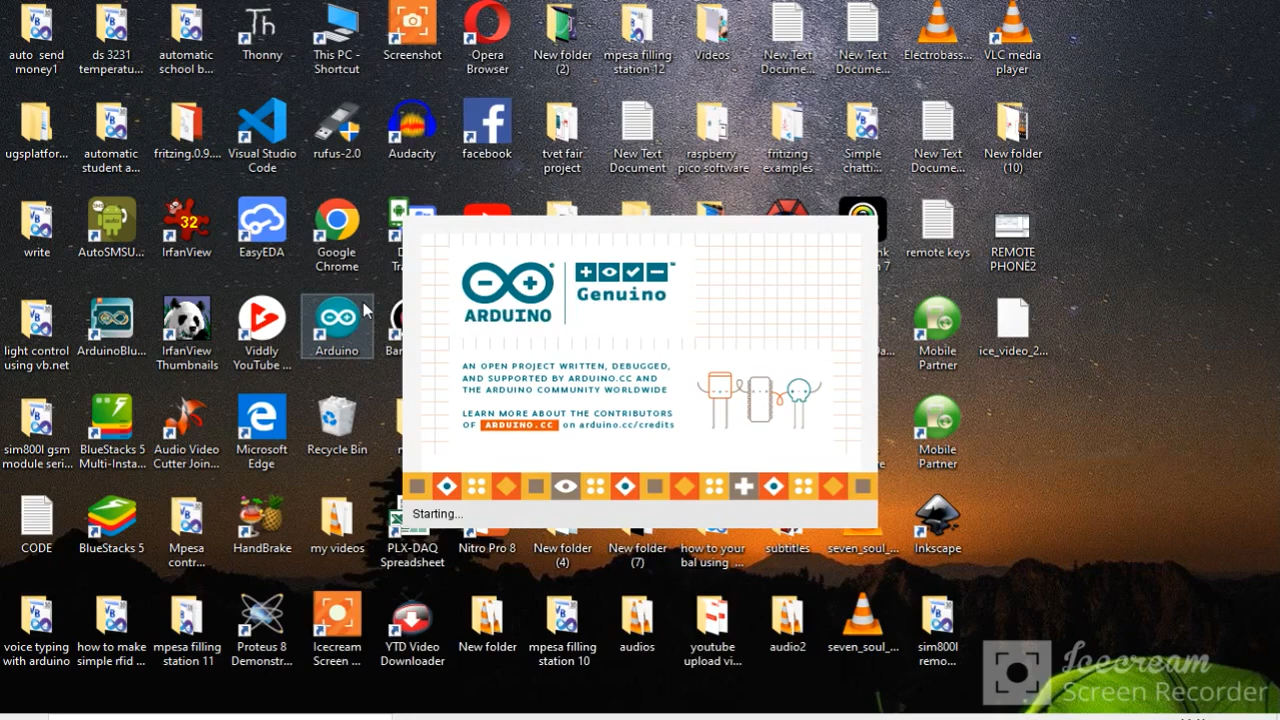 auto send
money1
ds 3231
temperatu...
automatic
school b...
Thonny
This PC -
Shortcut
Screenshot
Opera
Browser
New folder
(2)
mpesa filling
station 12
Videos
New Text
Docume...
New Text
Docume...
Electrobass...
VLC media
player
ugsplatfor...
automatic
student a...
fritzing.0.9....
Visual Studio
Code
rufus-2.0
Audacity
facebook
tvet fair
project
New Text
Document
raspberry
pico software
fritizing
examples
Simple
chatti...
New Text
Docume...
New folder
(10)
write
AutoSMSU...
IrfanView
EasyEDA
Google
Chrome
remote keys
REMOTE
PHONE2
ARDUINO
Genuino
AN OPEN PROJECT WRITTEN, DEBUGGED,
AND SUPPORTED BY ARDUINO.CC AND
THE ARDUINO COMMUNITY WORLDWIDE
LEARN MORE ABOUT THE CONTRIBUTORS
OF ARDUINO.CC on arduino.cc/credits
Starting...
light control
using vb.net
ArduinoBlu...
IrfanView
Thumbnails
Viddly
YouTube ...
Arduino
Mobile
Partner
ice_video_2...
sim800l gsm
module seri...
BlueStacks 5
Multi-Insta...
Audio Video
Cutter Join...
Microsoft
Edge
Recycle Bin
Mobile
Partner
CODE
BlueStacks 5
Mpesa
contr...
HandBrake
my videos
PLX-DAQ
Spreadsheet
Nitro Pro 8
New folder
(4)
New folder
(7)
how to your
bal using ...
subtitles
seven_soul_...
Inkscape
voice typing
with arduino
how to make
simple rfid ...
mpesa filling
station 11
Proteus 8
Demonstr...
Icecream
Screen ...
YTD Video
Downloader
New folder
mpesa filling
station 10
audios
youtube
upload vi...
audio2
seven_soul_...
sim800l
remo...
Icecream
Screen Recorder